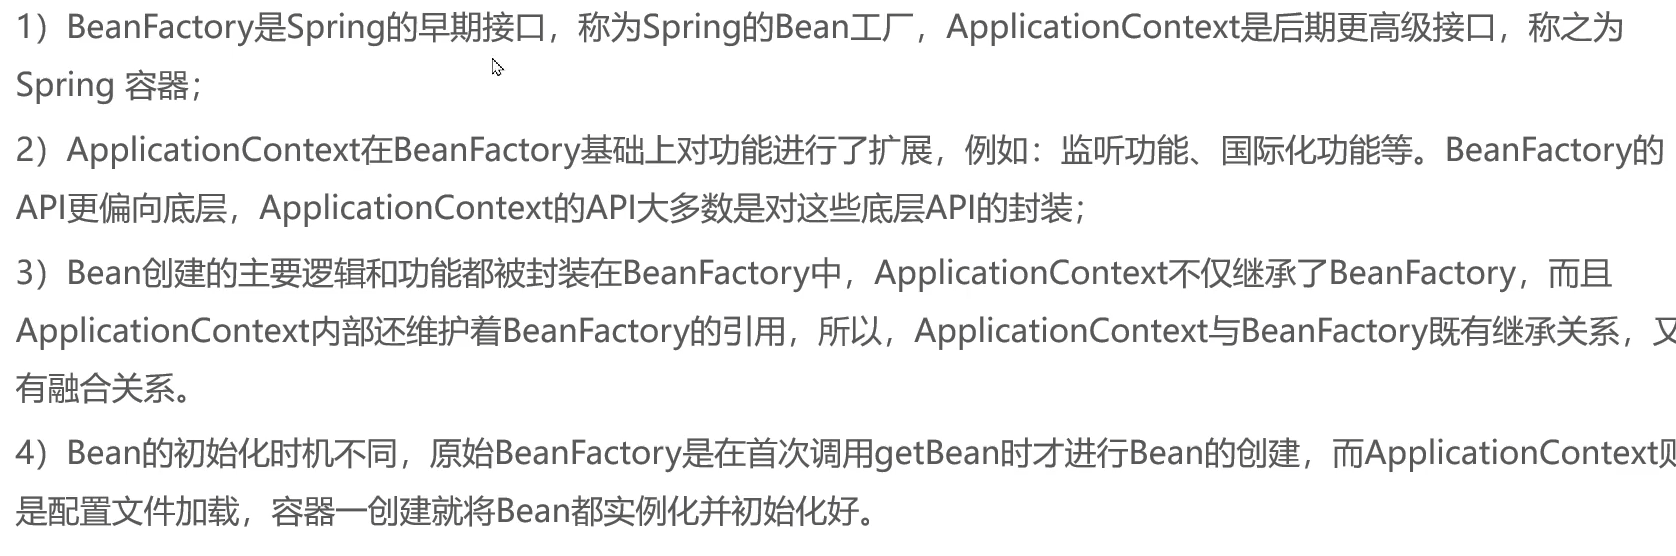 1）BeanFactory是Spring的早期接口，称为Spring的Bean工厂，ApplicationContext是后期更高级接口，称之为
Spring 容器；
2）ApplicationContext在BeanFactory基础上对功能进行了扩展，例如：监听功能、国际化功能等。BeanFactory的
API更偏向底层，ApplicationContext的API大多数是对这些底层API的封装；
3）Bean创建的主要逻辑和功能都被封装在BeanFactory中，ApplicationContext不仅继承了BeanFactory，而且
ApplicationContext内部还维护着BeanFactory的引用，所以，ApplicationContext与BeanFactory既有继承关系，又
有融合关系。
4）Bean的初始化时机不同，原始BeanFactory是在首次调用getBean时才进行Bean的创建，而ApplicationContext则
是配置文件加载，容器一创建就将Bean都实例化并初始化好。